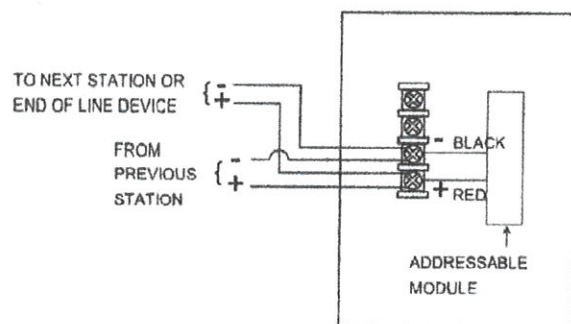 TO NEXT STATION OR
END OF LINE DEVICE
{ -
+
FROM
PREVIOUS
STATION
{ -
+
- BLACK
+ RED
ADDRESSABLE
MODULE